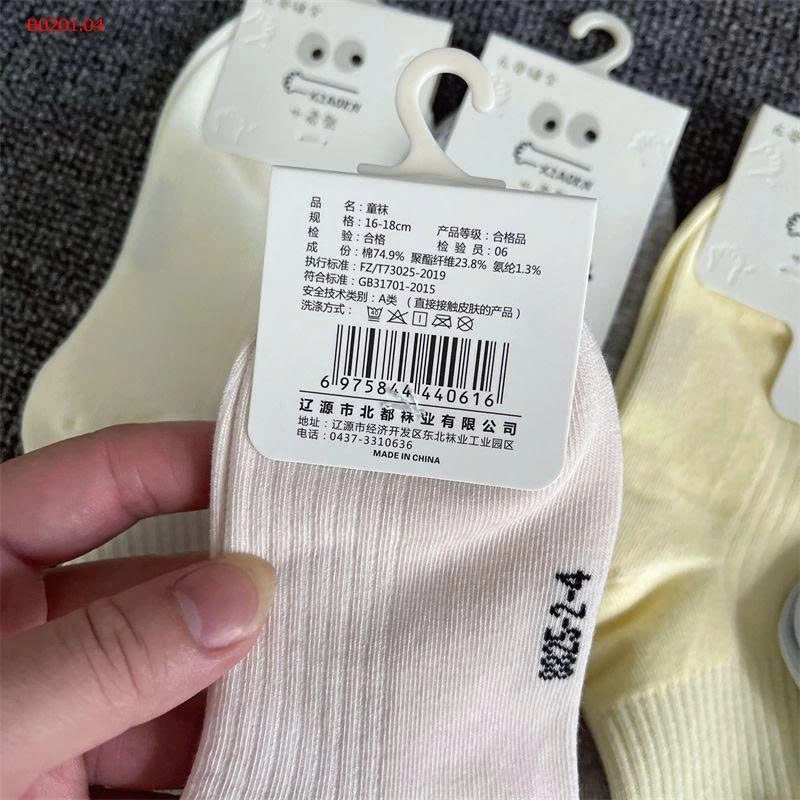 BD201.04
品 名：童袜
规 格：16-18cm 产品等级：合格品
检 验：合格 检 验 员：06
成 份：棉74.9% 聚酯纤维23.8% 氨纶1.3%
执行标准：FZ/T73025-2019
符合标准：GB31701-2015
安全技术类别：A类 （直接接触皮肤的产品）
洗涤方式：
6 975844 440616
辽源市北都袜业有限公司
地址：辽源市经济开发区东北袜业工业园区
电话：0437-3310636
MADE IN CHINA
25-2-4